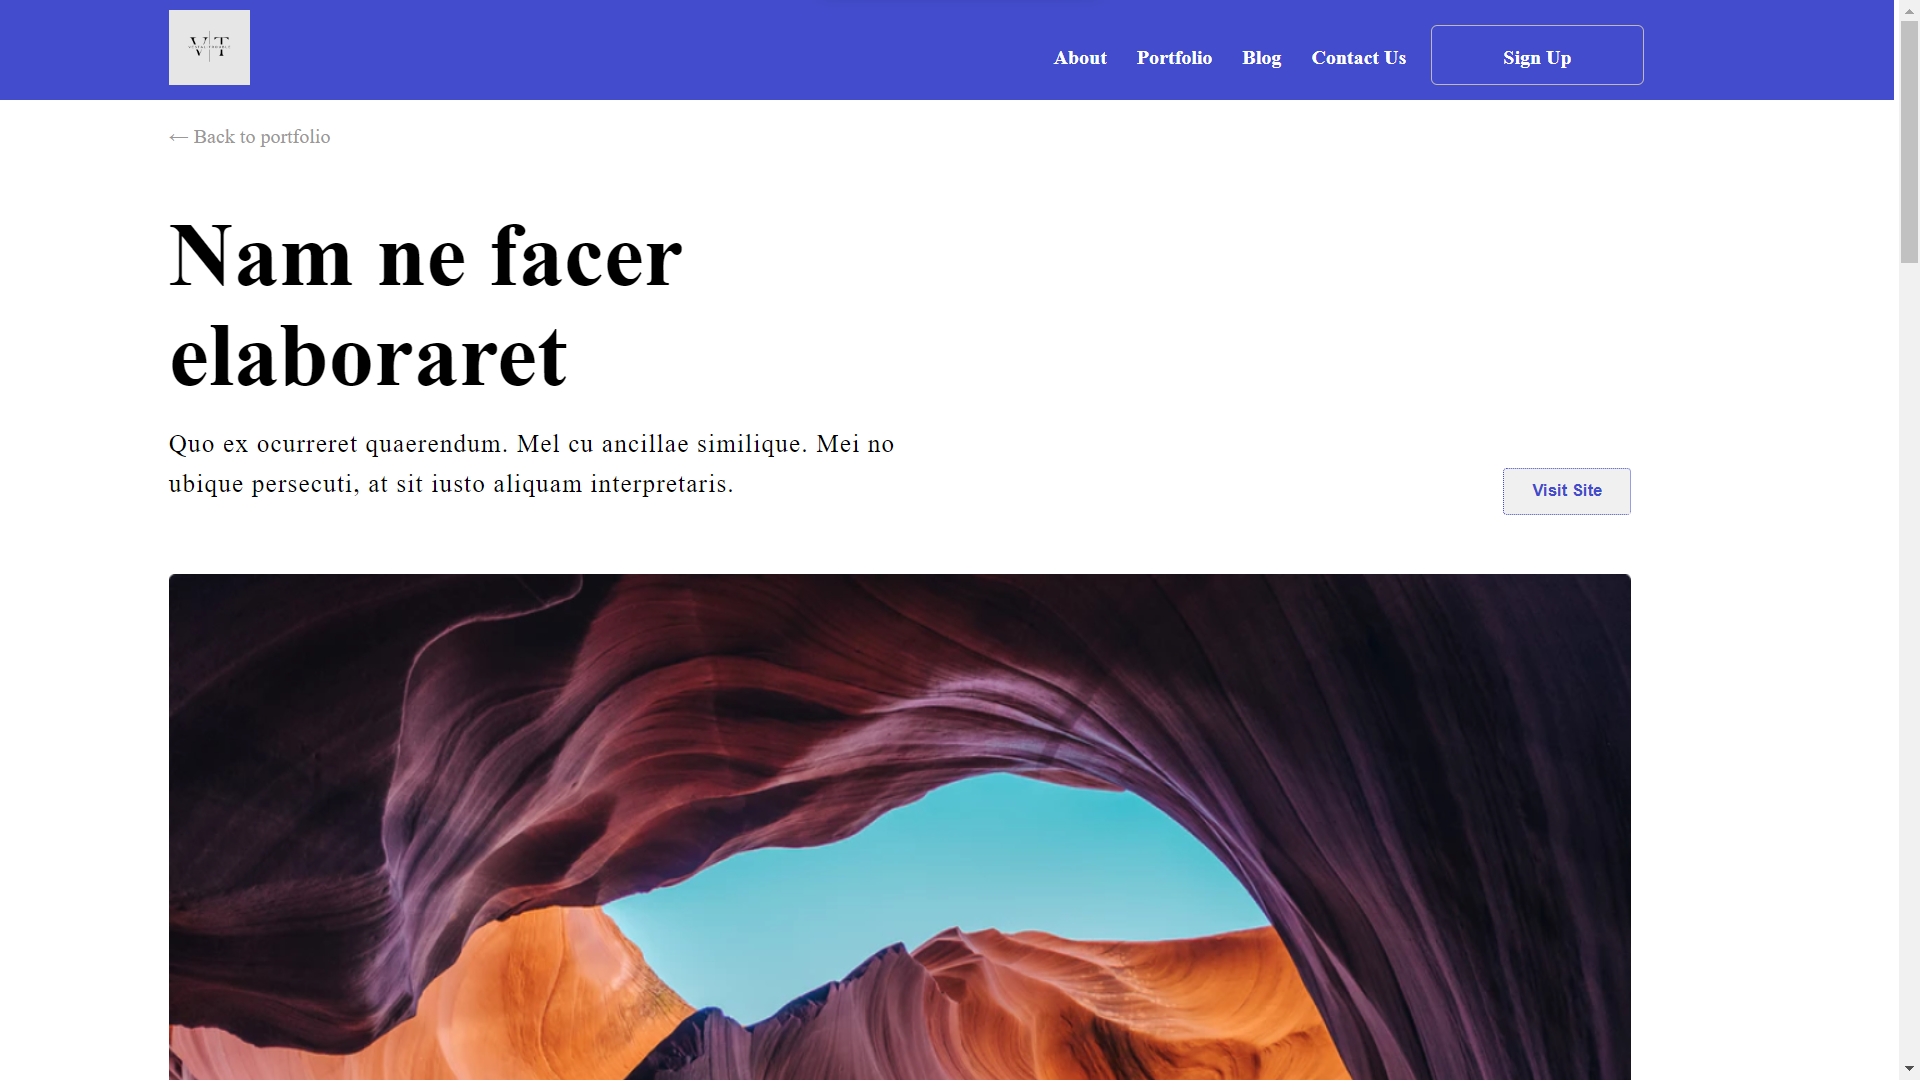 V T
About
Portfolio
Blog
Contact Us
Sign Up
← Back to portfolio
Nam ne facer
elaboraret
Quo ex ocurreret quaerendum. Mel cu ancillae similique. Mei no
ubique persecuti, at sit iusto aliquam interpretaris.
Visit Site